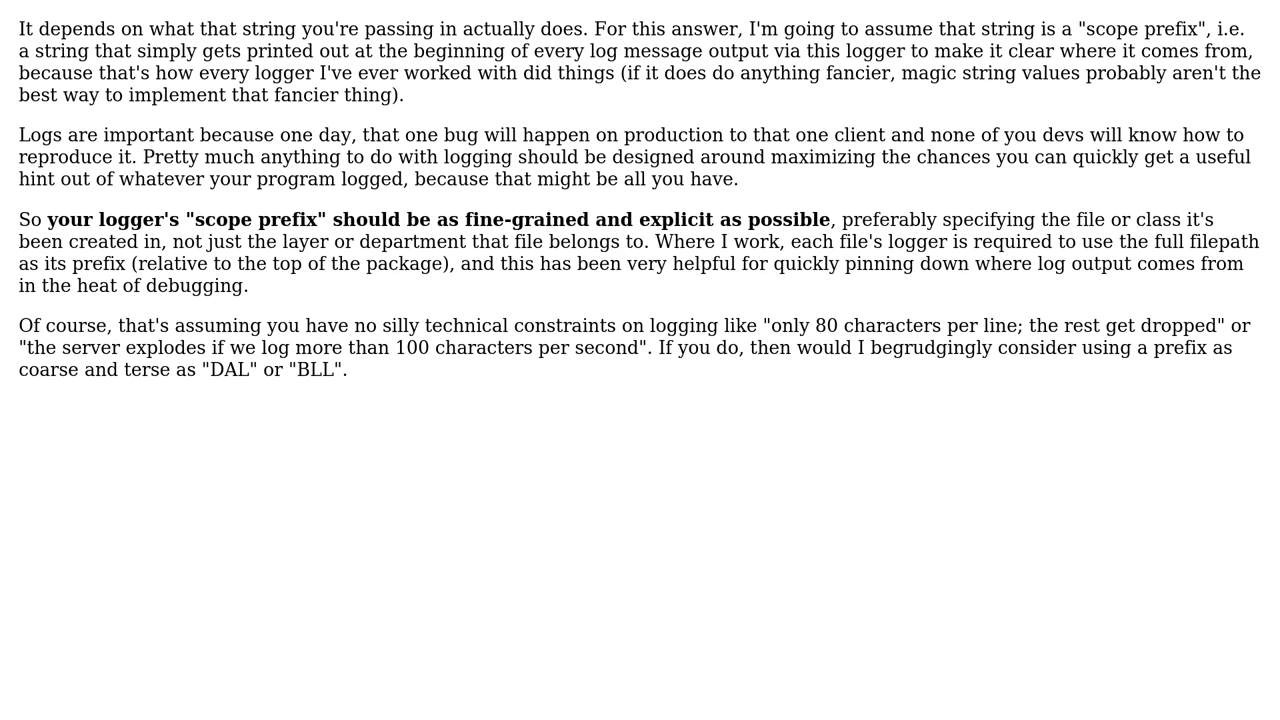 It depends on what that string you're passing in actually does. For this answer, I'm going to assume that string is a "scope prefix", i.e.
a string that simply gets printed out at the beginning of every log message output via this logger to make it clear where it comes from,
because that's how every logger I've ever worked with did things (if it does do anything fancier, magic string values probably aren't the
best way to implement that fancier thing).
Logs are important because one day, that one bug will happen on production to that one client and none of you devs will know how to
reproduce it. Pretty much anything to do with logging should be designed around maximizing the chances you can quickly get a useful
hint out of whatever your program logged, because that might be all you have.
So your logger's "scope prefix" should be as fine-grained and explicit as possible, preferably specifying the file or class it's
been created in, not just the layer or department that file belongs to. Where I work, each file's logger is required to use the full filepath
as its prefix (relative to the top of the package), and this has been very helpful for quickly pinning down where log output comes from
in the heat of debugging.
Of course, that's assuming you have no silly technical constraints on logging like "only 80 characters per line; the rest get dropped" or
"the server explodes if we log more than 100 characters per second". If you do, then would I begrudgingly consider using a prefix as
coarse and terse as "DAL" or "BLL".